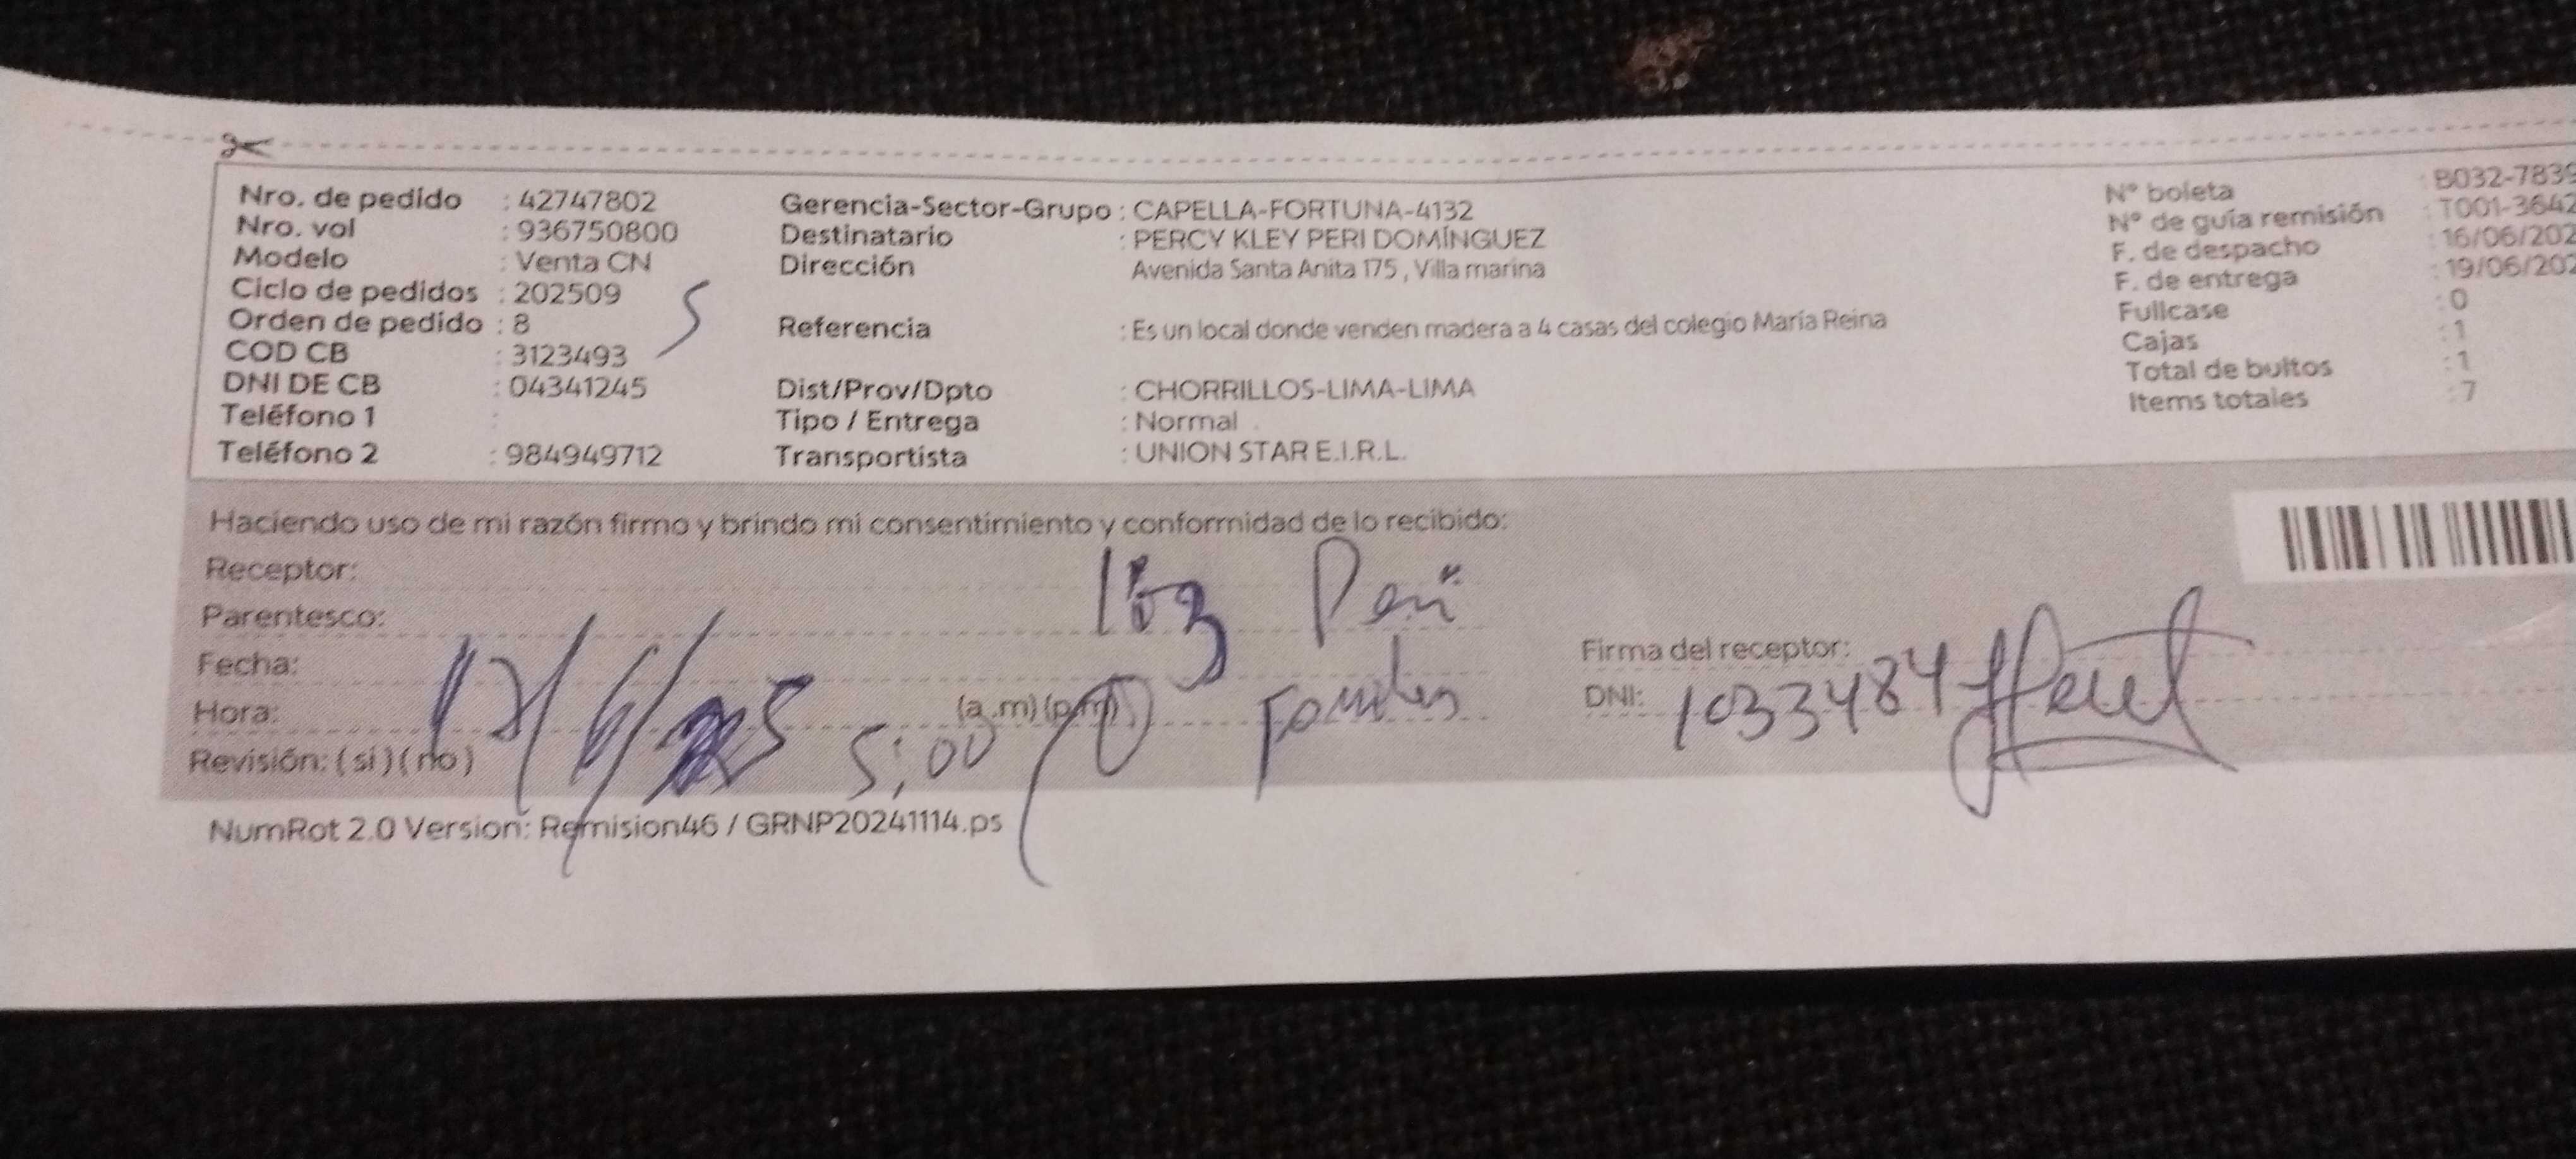 Nro. de pedido : 42747802
Nro. vol : 936750800
Modelo : Venta CN
Ciclo de pedidos : 202509
Orden de pedido : 8
COD CB : 3123493
DNI DE CB : 04341245
Teléfono 1 :
Teléfono 2 : 984949712
S
Gerencia-Sector-Grupo : CAPELLA-FORTUNA-4132
Destinatario : PERCY KLEY PERI DOMÍNGUEZ
Dirección Avenida Santa Anita 175 , Villa marina
Referencia : Es un local donde venden madera a 4 casas del colegio María Reina
Dist/Prov/Dpto : CHORRILLOS-LIMA-LIMA
Tipo / Entrega : Normal
Transportista : UNION STAR E.I.R.L.
N° boleta : B032-7839
N° de guía remisión : T001-3642
F. de despacho : 16/06/202
F. de entrega : 19/06/202
Fullcase : 0
Cajas : 1
Total de bultos : 1
Items totales : 7
Haciendo uso de mi razón firmo y brindo mi consentimiento y conformidad de lo recibido:
Receptor:
Parentesco:
Fecha: 17/6/25
Hora: 5:00 (a .m) (p.m)
Revisión: ( si ) ( no )
Firma del receptor:
DNI: 1033484
NumRot 2.0 Version: Remision46 / GRNP20241114.ps